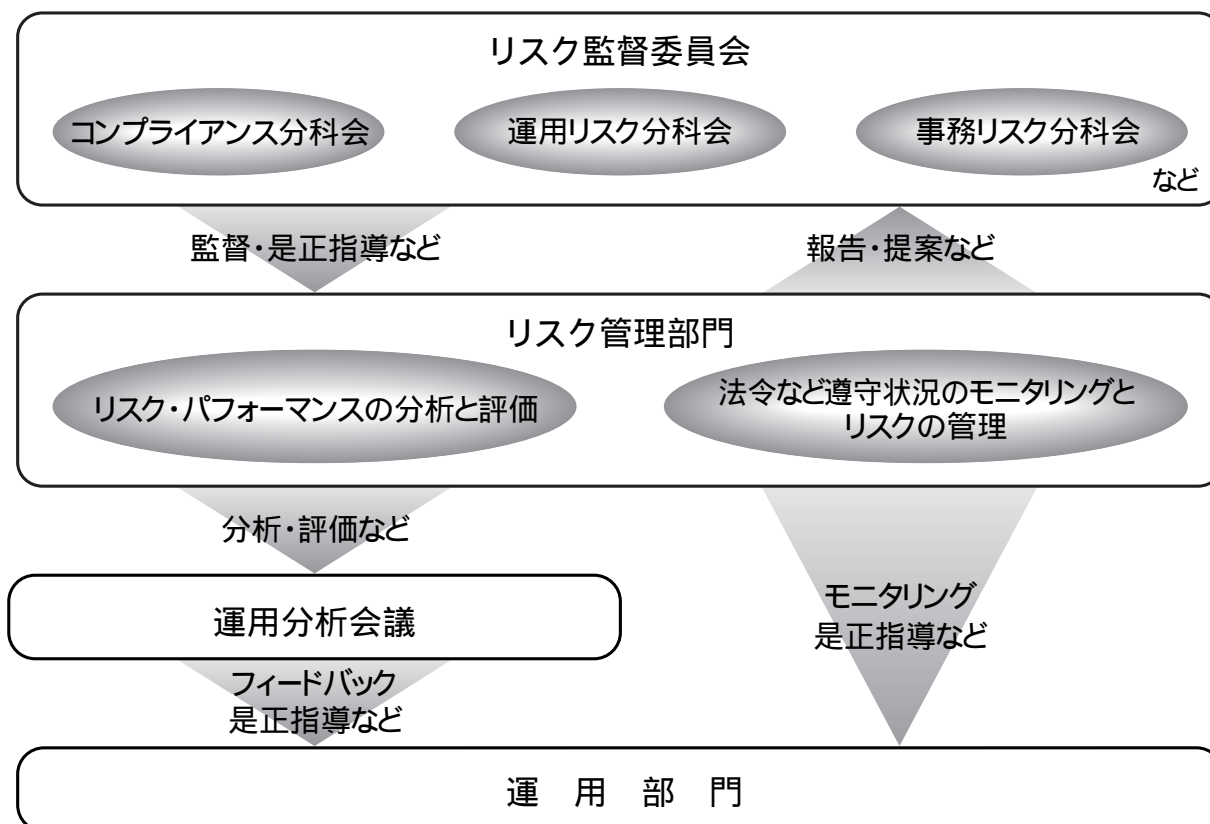 リスク監督委員会
コンプライアンス分科会
運用リスク分科会
事務リスク分科会
など
監督・是正指導など
報告・提案など
リスク管理部門
リスク・パフォーマンスの分析と評価
法令など遵守状況のモニタリングと
リスクの管理
分析・評価など
運用分析会議
モニタリング
是正指導など
フィードバック
是正指導など
運用部門